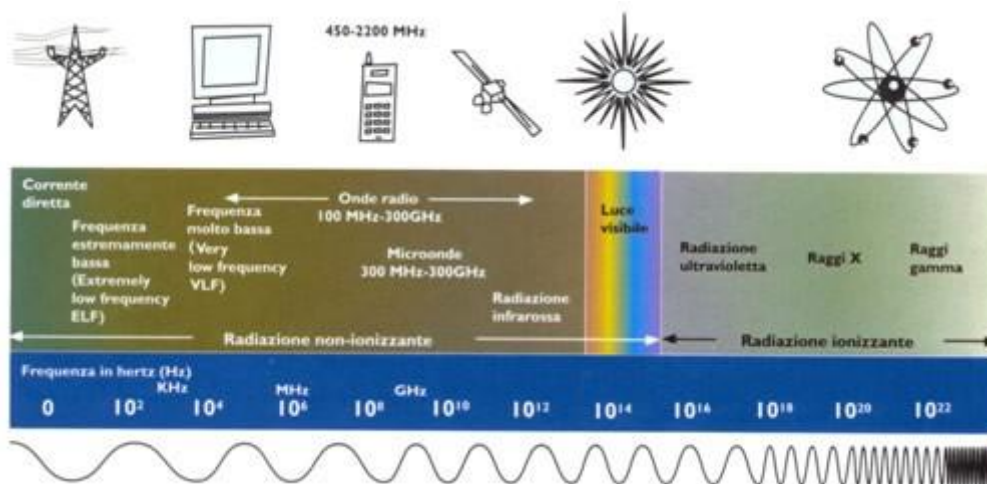 450-2200 MHz
Corrente
diretta
Frequenza
estremamente
bassa
(Extremely
low frequency
ELF)
Frequenza
molto bassa
(Very
low frequency
VLF)
Onde radio
100 MHz-300GHz
Microonde
300 MHz-300GHz
Radiazione
infrarossa
Luce
visibile
Radiazione
ultravioletta
Raggi X
Raggi
gamma
Radiazione non-ionizzante
Radiazione ionizzante
Frequenza in hertz (Hz)
KHz MHz GHz
0 10² 10⁴ 10⁶ 10⁸ 10¹⁰ 10¹² 10¹⁴ 10¹⁶ 10¹⁸ 10²⁰ 10²²